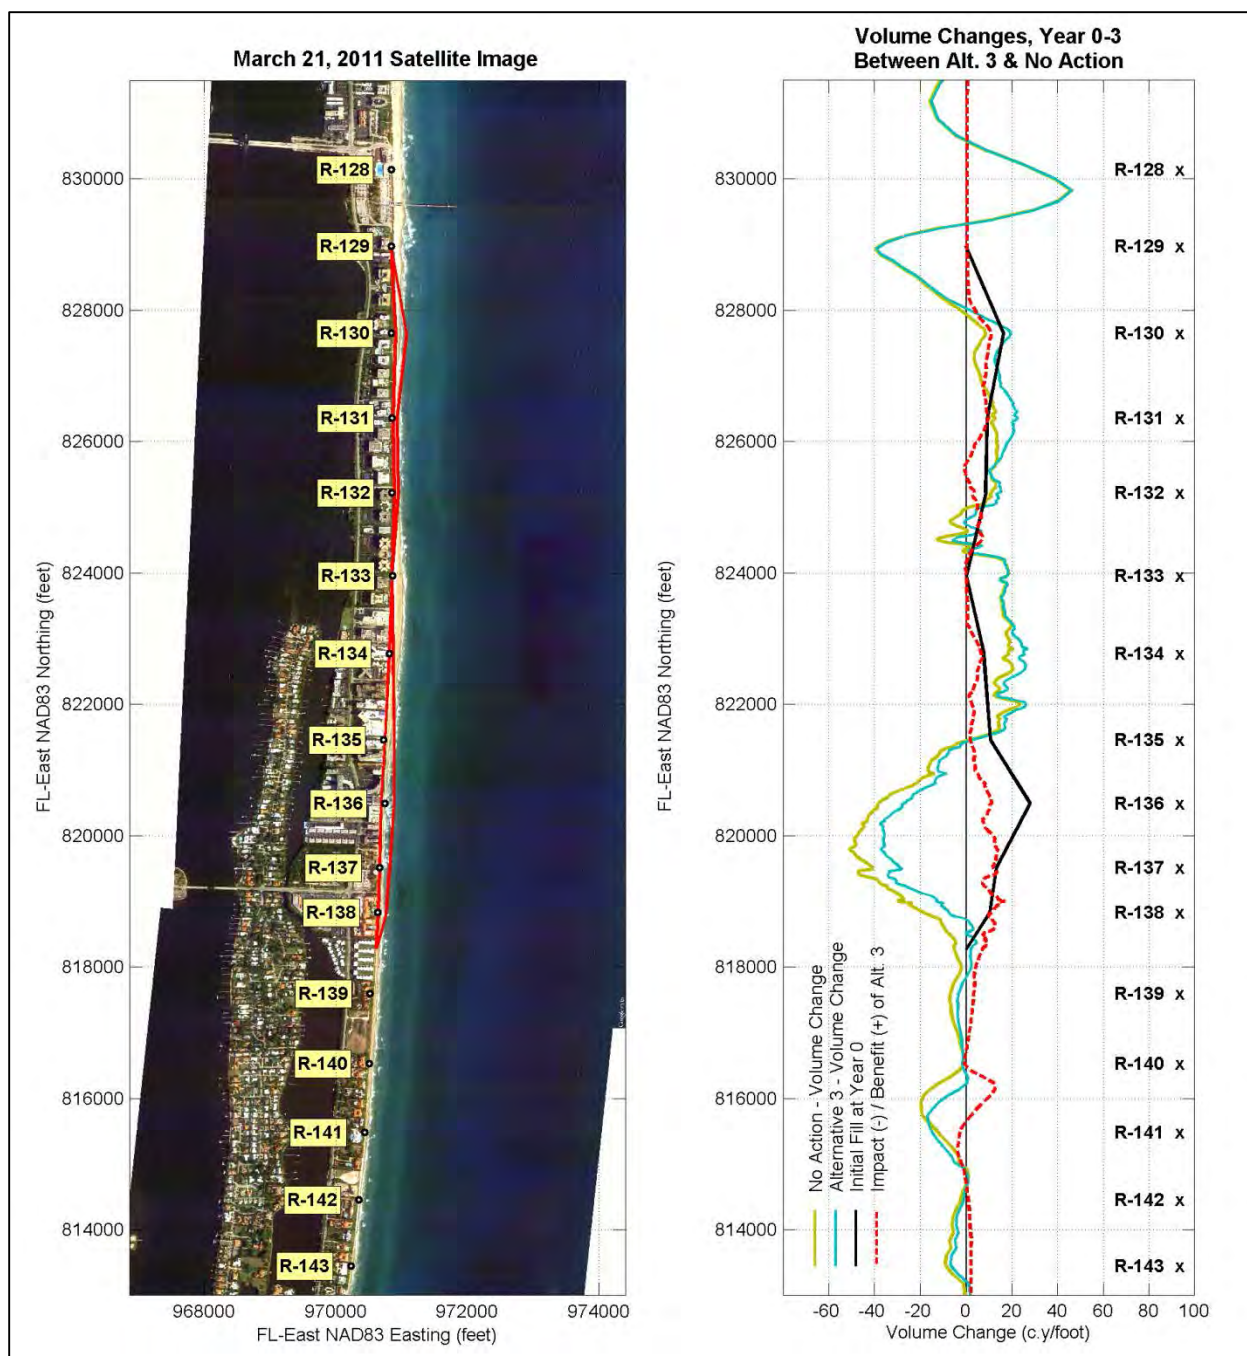 March 21, 2011 Satellite Image
830000
828000
826000
824000
822000
820000
818000
816000
814000
FL-East NAD83 Northing (feet)
R-128
R-129
R-130
R-131
R-132
R-133
R-134
R-135
R-136
R-137
R-138
R-139
R-140
R-141
R-142
R-143
968000 970000 972000 974000
FL-East NAD83 Easting (feet)
Volume Changes, Year 0-3
Between Alt. 3 & No Action
830000
828000
826000
824000
822000
820000
818000
816000
814000
FL-East NAD83 Northing (feet)
R-128 x
R-129 x
R-130 x
R-131 x
R-132 x
R-133 x
R-134 x
R-135 x
R-136 x
R-137 x
R-138 x
R-139 x
R-140 x
R-141 x
R-142 x
R-143 x
No Action - Volume Change
Alternative 3 - Volume Change
Initial Fill at Year 0
Impact (-) / Benefit (+) of Alt. 3
-60 -40 -20 0 20 40 60 80 100
Volume Change (c.y/foot)